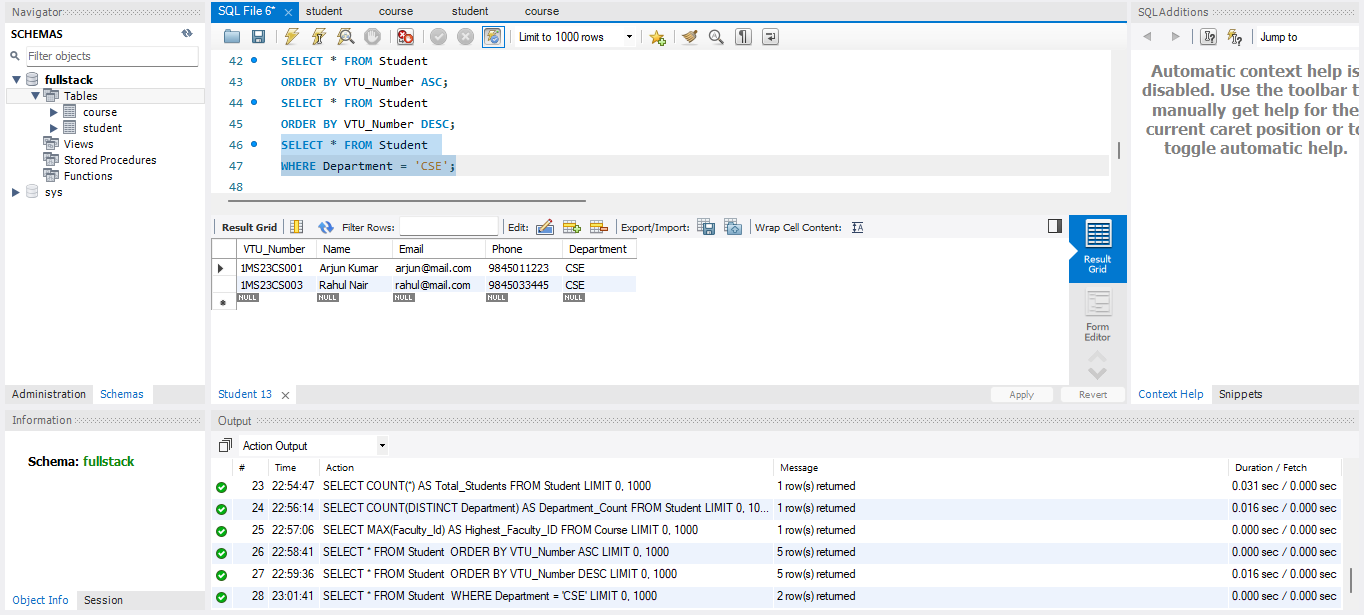 Navigator
SCHEMAS
Filter objects
fullstack
Tables
course
student
Views
Stored Procedures
Functions
sys
Administration Schemas
Information
Schema: fullstack
Object Info Session
SQL File 6* student course student course
Limit to 1000 rows
42 SELECT * FROM Student
43 ORDER BY VTU_Number ASC;
44 SELECT * FROM Student
45 ORDER BY VTU_Number DESC;
46 SELECT * FROM Student
47 WHERE Department = 'CSE';
48
Result Grid Filter Rows: Edit: Export/Import: Wrap Cell Content:
VTU_Number Name Email Phone Department
1MS23CS001 Arjun Kumar arjun@mail.com 9845011223 CSE
1MS23CS003 Rahul Nair rahul@mail.com 9845033445 CSE
NULL NULL NULL NULL NULL
Result
Grid
Form
Editor
Student 13 Apply Revert
SQLAdditions
Jump to
Automatic context help is
disabled. Use the toolbar t
manually get help for the
current caret position or to
toggle automatic help.
Context Help Snippets
Output
Action Output
# Time Action Message Duration / Fetch
23 22:54:47 SELECT COUNT(*) AS Total_Students FROM Student LIMIT 0, 1000 1 row(s) returned 0.031 sec / 0.000 sec
24 22:56:14 SELECT COUNT(DISTINCT Department) AS Department_Count FROM Student LIMIT 0, 10... 1 row(s) returned 0.016 sec / 0.000 sec
25 22:57:06 SELECT MAX(Faculty_Id) AS Highest_Faculty_ID FROM Course LIMIT 0, 1000 1 row(s) returned 0.000 sec / 0.000 sec
26 22:58:41 SELECT * FROM Student ORDER BY VTU_Number ASC LIMIT 0, 1000 5 row(s) returned 0.000 sec / 0.000 sec
27 22:59:36 SELECT * FROM Student ORDER BY VTU_Number DESC LIMIT 0, 1000 5 row(s) returned 0.016 sec / 0.000 sec
28 23:01:41 SELECT * FROM Student WHERE Department = 'CSE' LIMIT 0, 1000 2 row(s) returned 0.000 sec / 0.000 sec